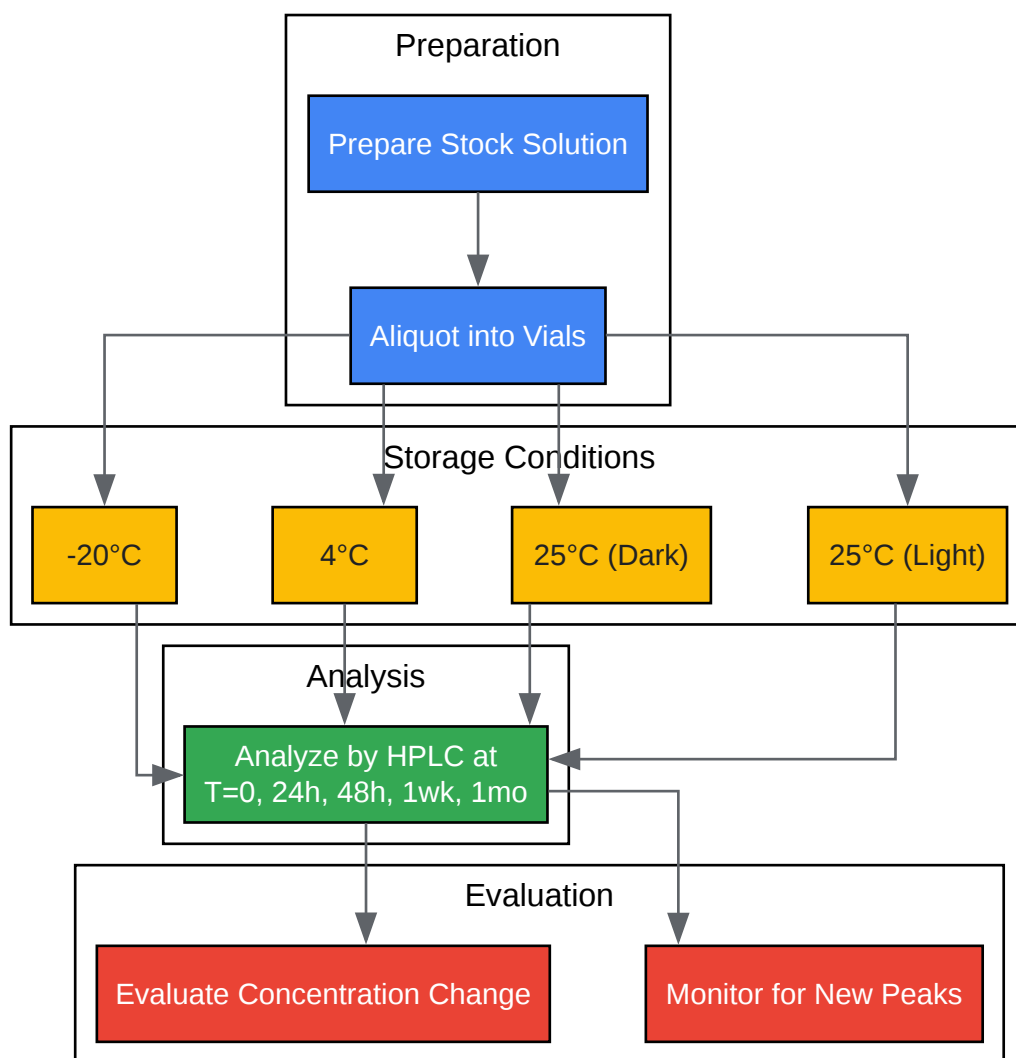 Preparation
Prepare Stock Solution
Aliquot into Vials
Storage Conditions
-20°C
4°C
25°C (Dark)
25°C (Light)
Analysis
Analyze by HPLC at
T=0, 24h, 48h, 1wk, 1mo
Evaluation
Evaluate Concentration Change
Monitor for New Peaks